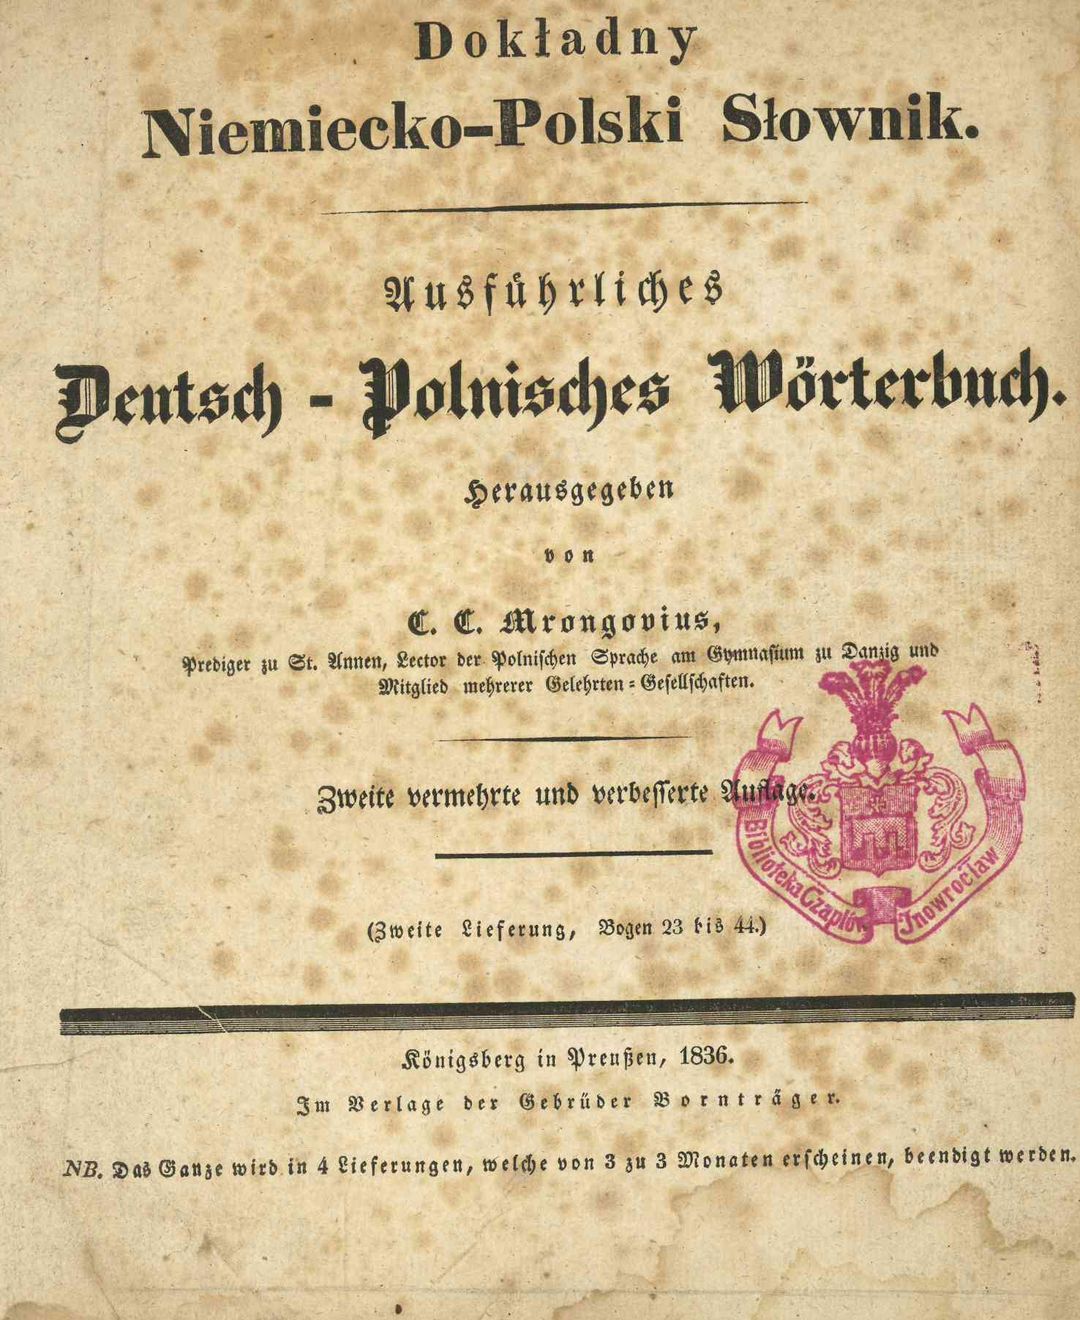 Dokładny
Niemiecko-Polski Słownik.
Ausführliches
Deutsch - Polnisches Wörterbuch.
Herausgegeben
von
C. C. Mrongovius,
Prediger zu St. Annen, Lector der Polnischen Sprache am Gymnasium zu Danzig und
Mitglied mehrerer Gelehrten-Gesellschaften.
Zweite vermehrte und verbesserte Auflage.
Biblioteka Czaplów Inowrocław
(Zweite Lieferung, Bogen 23 bis 44.)
Königsberg in Preußen, 1836.
Im Verlage der Gebrüder Bornträger.
NB. Das Ganze wird in 4 Lieferungen, welche von 3 zu 3 Monaten erscheinen, beendigt werden.